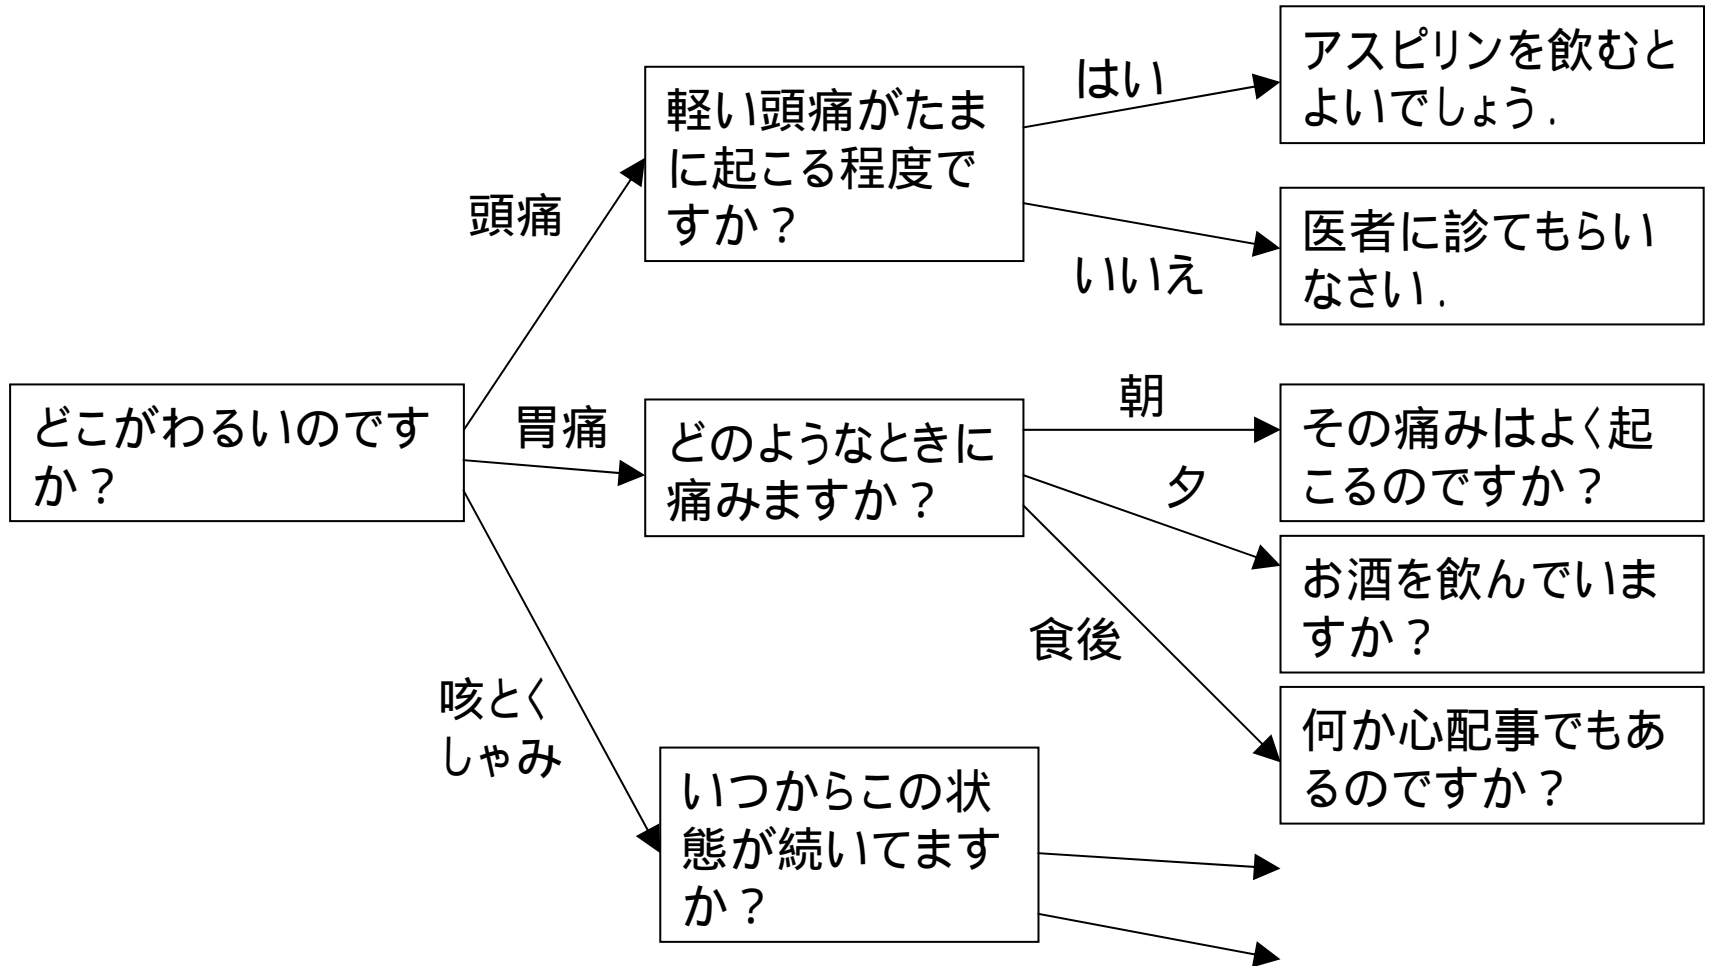 どこがわるいのです
か？
頭痛
胃痛
咳とく
しゃみ
軽い頭痛がたま
に起こる程度で
すか？
はい
いいえ
アスピリンを飲むと
よいでしょう．
医者に診てもらい
なさい．
どのようなときに
痛みますか？
朝
夕
食後
その痛みはよく起
こるのですか？
お酒を飲んでいま
すか？
何か心配事でもあ
るのですか？
いつからこの状
態が続いてます
か？